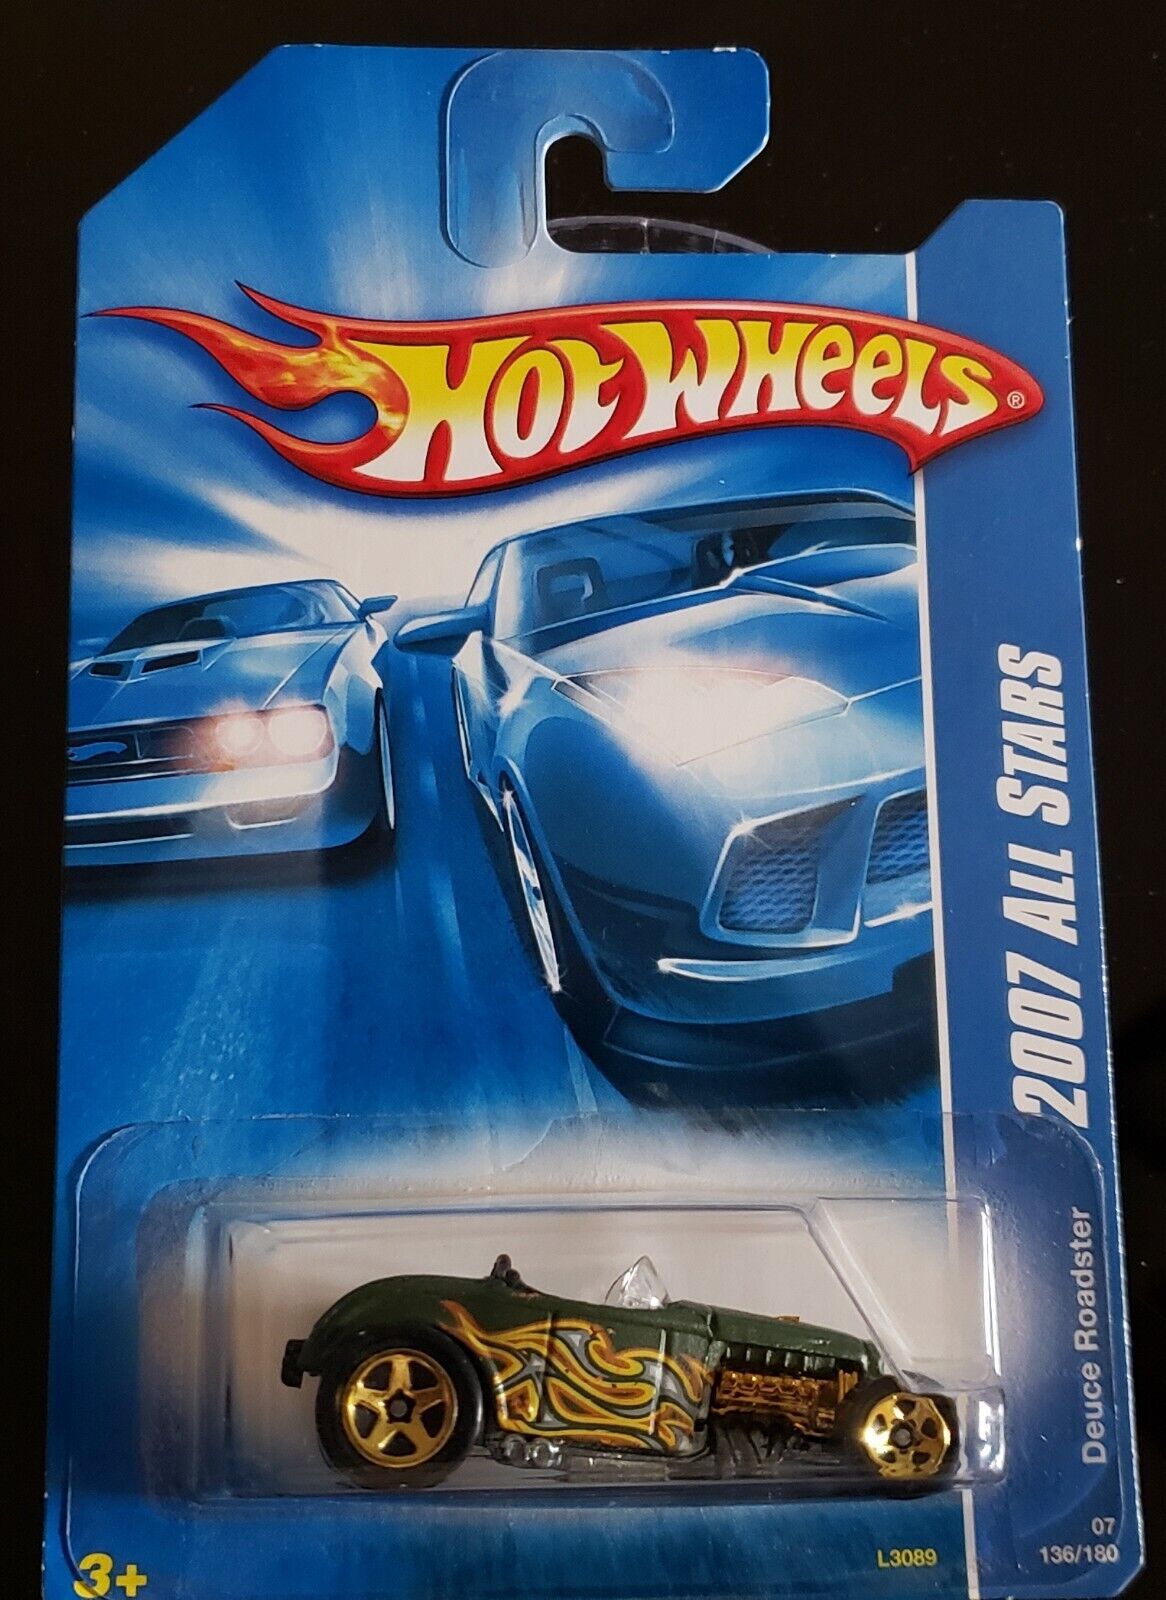 HOT WHEELS®
2007 ALL STARS
Deuce Roadster
07
136/180
L3089
3+